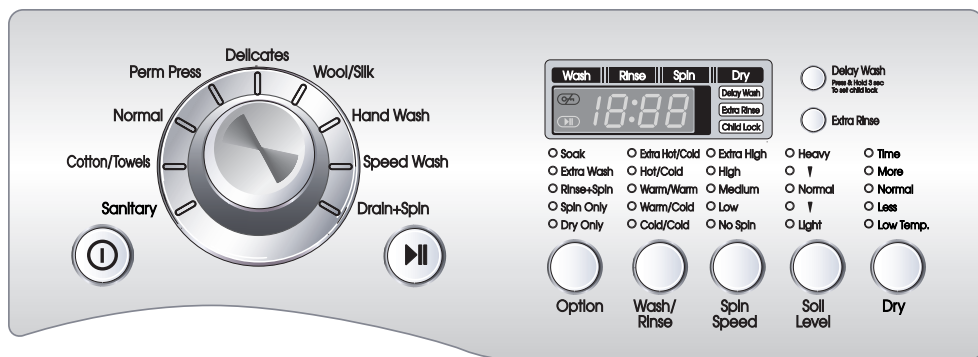 Delicates
Perm Press
Wool/Silk
Normal
Hand Wash
Cotton/Towels
Speed Wash
Sanitary
Drain+Spin
Wash Rinse Spin Dry
18:88
Delay Wash
Extra Rinse
Child Lock
Delay Wash
Press & Hold 3 sec
To set child lock
Extra Rinse
Soak Extra Hot/Cold Extra High Heavy Time
Extra Wash Hot/Cold High More
Rinse+Spin Warm/Warm Medium Normal Normal
Spin Only Warm/Cold Low Less
Dry Only Cold/Cold No Spin Light Low Temp.
Option Wash/ Spin Soil Dry
Rinse Speed Level